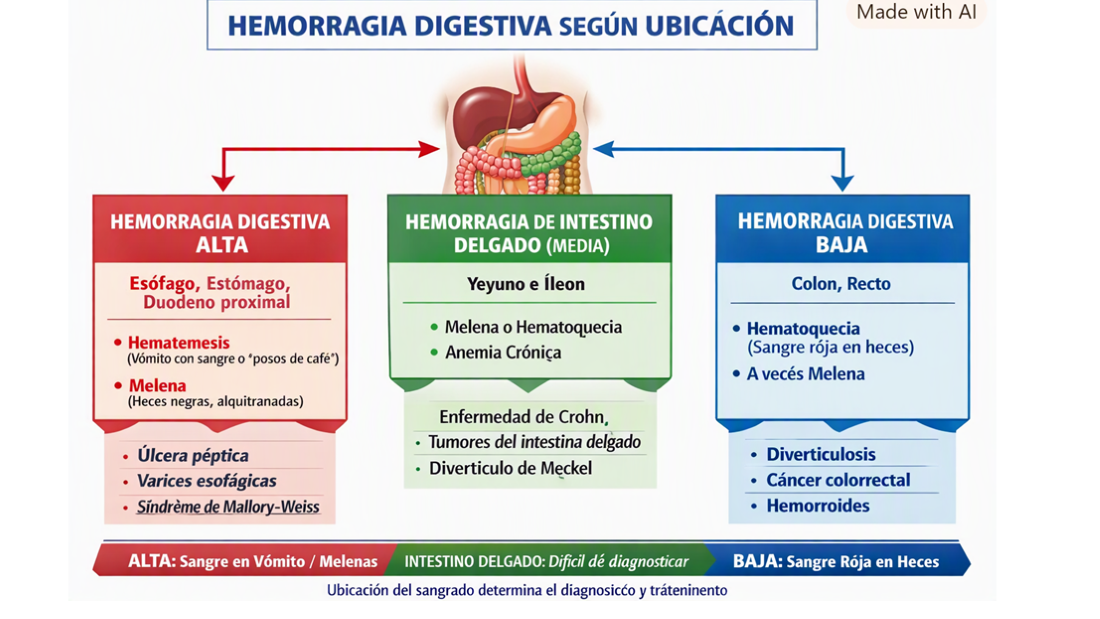 Made with AI
HEMORRAGIA DIGESTIVA SEGÚN UBICÁCIÓN
HEMORRAGIA DIGESTIVA
ALTA
Esófago, Estómago,
Duodeno proximal
• Hematemesis
(Vómito con sangre o "posos de café")
• Melena
(Heces negras, alquitranadas)
• Úlcera péptica
• Varices esofágicas
• Síndrème de Mallory-Weiss
HEMORRAGIA DE INTESTINO
DELGADO (MEDIA)
Yeyuno e Íleon
• Melena o Hematoquecia
• Anemia Cróniça
Enfermedad de Crohn,
• Tumores del intestina delgado
• Diverticulo de Meckel
HEMORRAGIA DIGESTIVA
BAJA
Colon, Recto
• Hematoquecia
(Sangre rója en heces)
• A vecés Melena
• Diverticulosis
• Cáncer colorrectal
• Hemorroides
ALTA: Sangre en Vómito / Melenas
INTESTINO DELGADO: Dificil dé diagnosticar
BAJA: Sangre Rója en Heces
Ubicación del sangrado determina el diagnosicćo y tráteninento